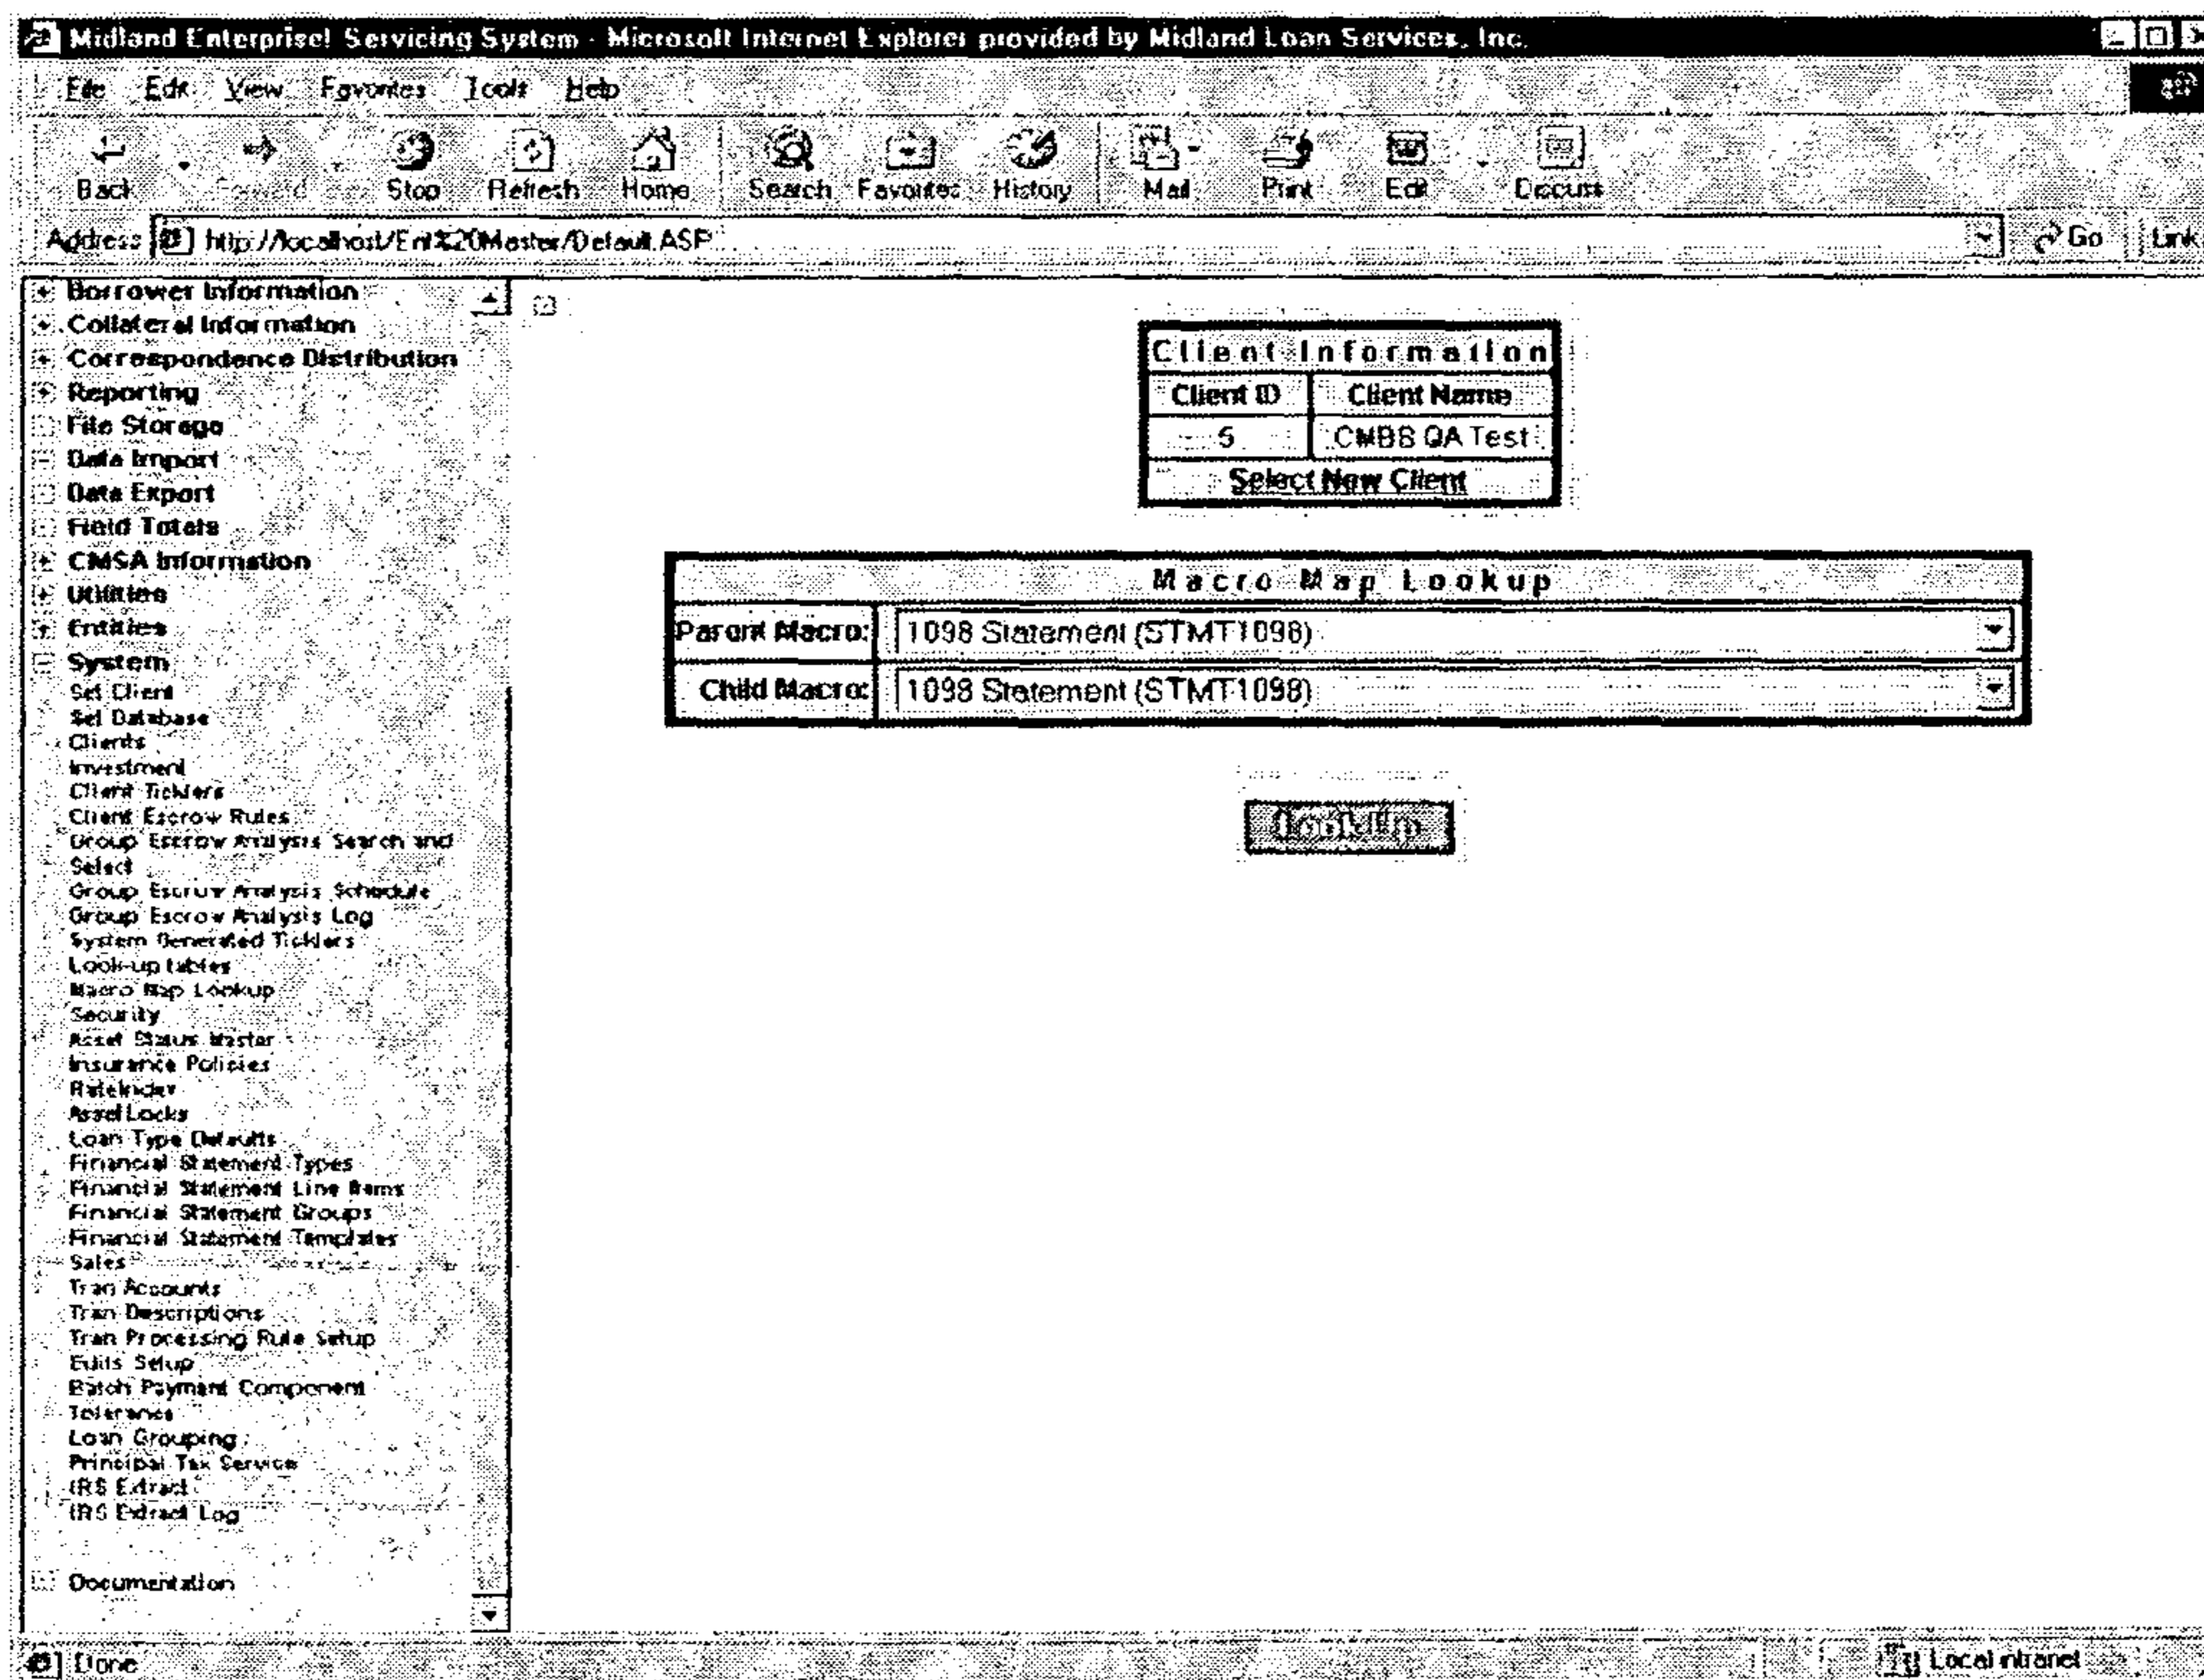 Midland Enterprise! Servicing System - Microsoft Internet Explorer provided by Midland Loan Services, Inc.
File Edit View Favorites Tools Help
Back Forward Stop Refresh Home Search Favorites History Mail Print Edit Discuss
Address http://localhost/Ent%20Master/Default.ASP Go Link
Borrower Information
Collateral Information
Correspondence Distribution
Reporting
File Storage
Data Import
Data Export
Field Totals
CMSA Information
Utilities
Entities
System
Set Client
Set Database
Clients
Investment
Client Ticklers
Client Escrow Rules
Group Escrow Analysis Search and
Select
Group Escrow Analysis Schedule
Group Escrow Analysis Log
System Generated Ticklers
Look-up tables
Macro Map Lookup
Security
Asset Status Master
Insurance Policies
RateIndex
Asset Locks
Loan Type Defaults
Financial Statement Types
Financial Statement Line Items
Financial Statement Groups
Financial Statement Templates
Sales
Tran Accounts
Tran Descriptions
Tran Processing Rule Setup
Edits Setup
Batch Payment Component
Tolerance
Loan Grouping
Principal Tax Service
IRS Extract
IRS Extract Log
Documentation
Client Information
Client ID Client Name
5 CMBS QA Test
Select New Client
Macro Map Lookup
Parent Macro: 1098 Statement (STMT1098)
Child Macro: 1098 Statement (STMT1098)
Look Up
Done Local intranet